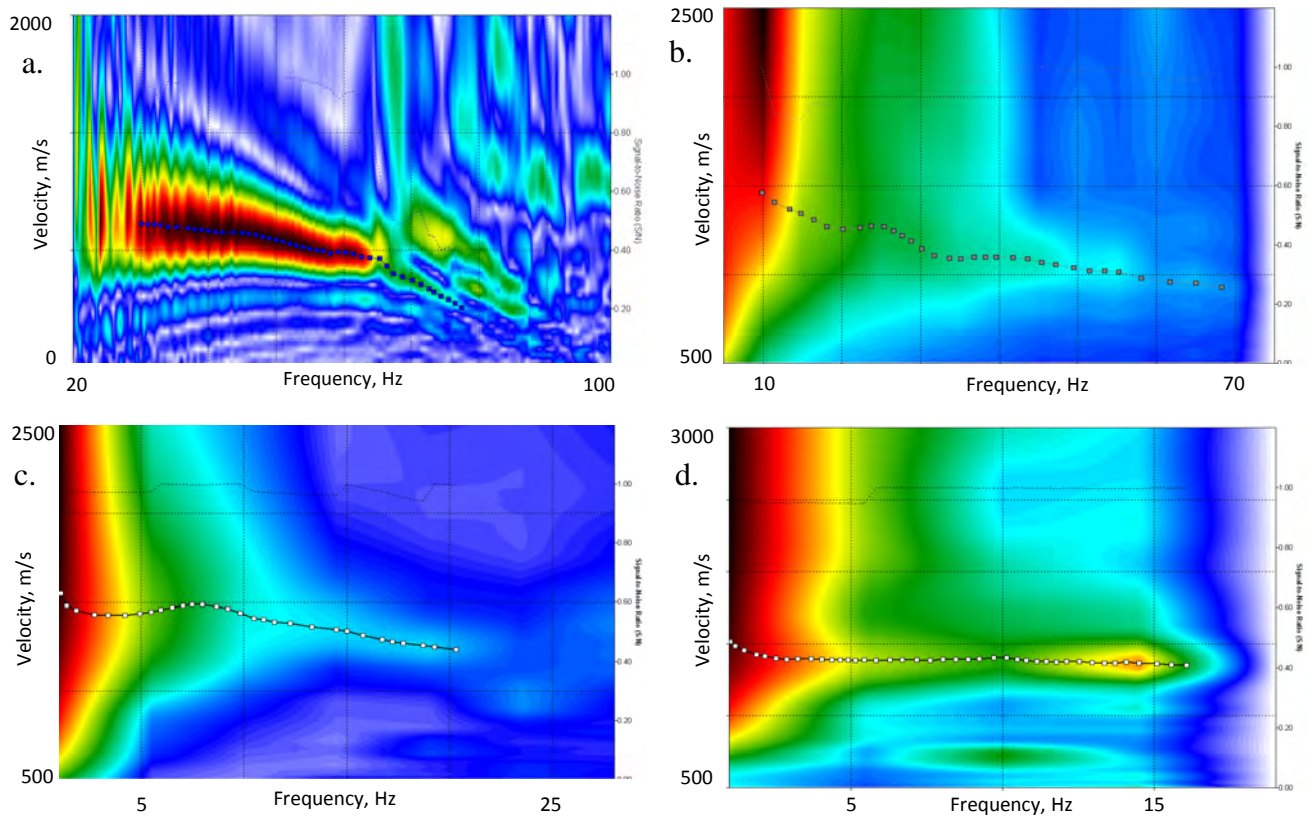 a.
2000
Velocity, m/s
0
20
Frequency, Hz
100
1.00
0.80
0.60
0.40
0.20
Signal-to-Noise Ratio (S/N)
b.
2500
Velocity, m/s
500
10
Frequency, Hz
70
1.00
0.80
0.60
0.40
0.20
0.00
Signal-to-Noise Ratio (S/N)
c.
2500
Velocity, m/s
500
5
Frequency, Hz
25
1.00
0.80
0.60
0.40
0.20
0.00
Signal-to-Noise Ratio (S/N)
d.
3000
Velocity, m/s
500
5
Frequency, Hz
15
1.00
0.80
0.60
0.40
0.20
0.00
Signal-to-Noise Ratio (S/N)